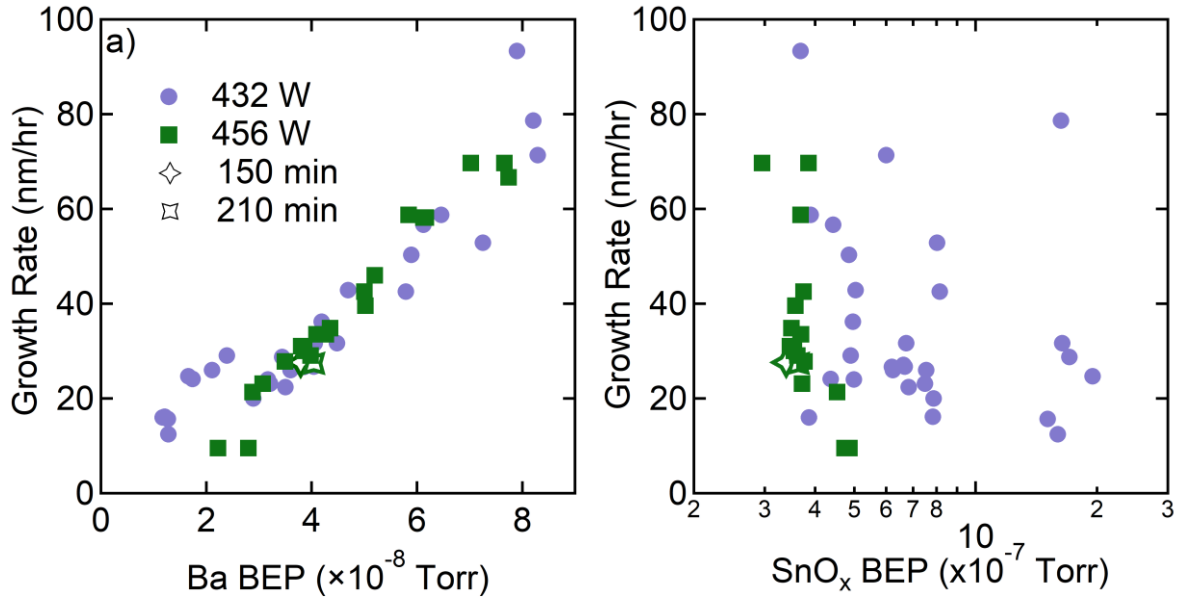 a)
432 W
456 W
150 min
210 min
Growth Rate (nm/hr)
100
80
60
40
20
0
0 2 4 6 8
Ba BEP (×10⁻⁸ Torr)
Growth Rate (nm/hr)
100
80
60
40
20
0
2 3 4 5 6 7 8 2 3
10⁻⁷
SnOₓ BEP (x10⁻⁷ Torr)